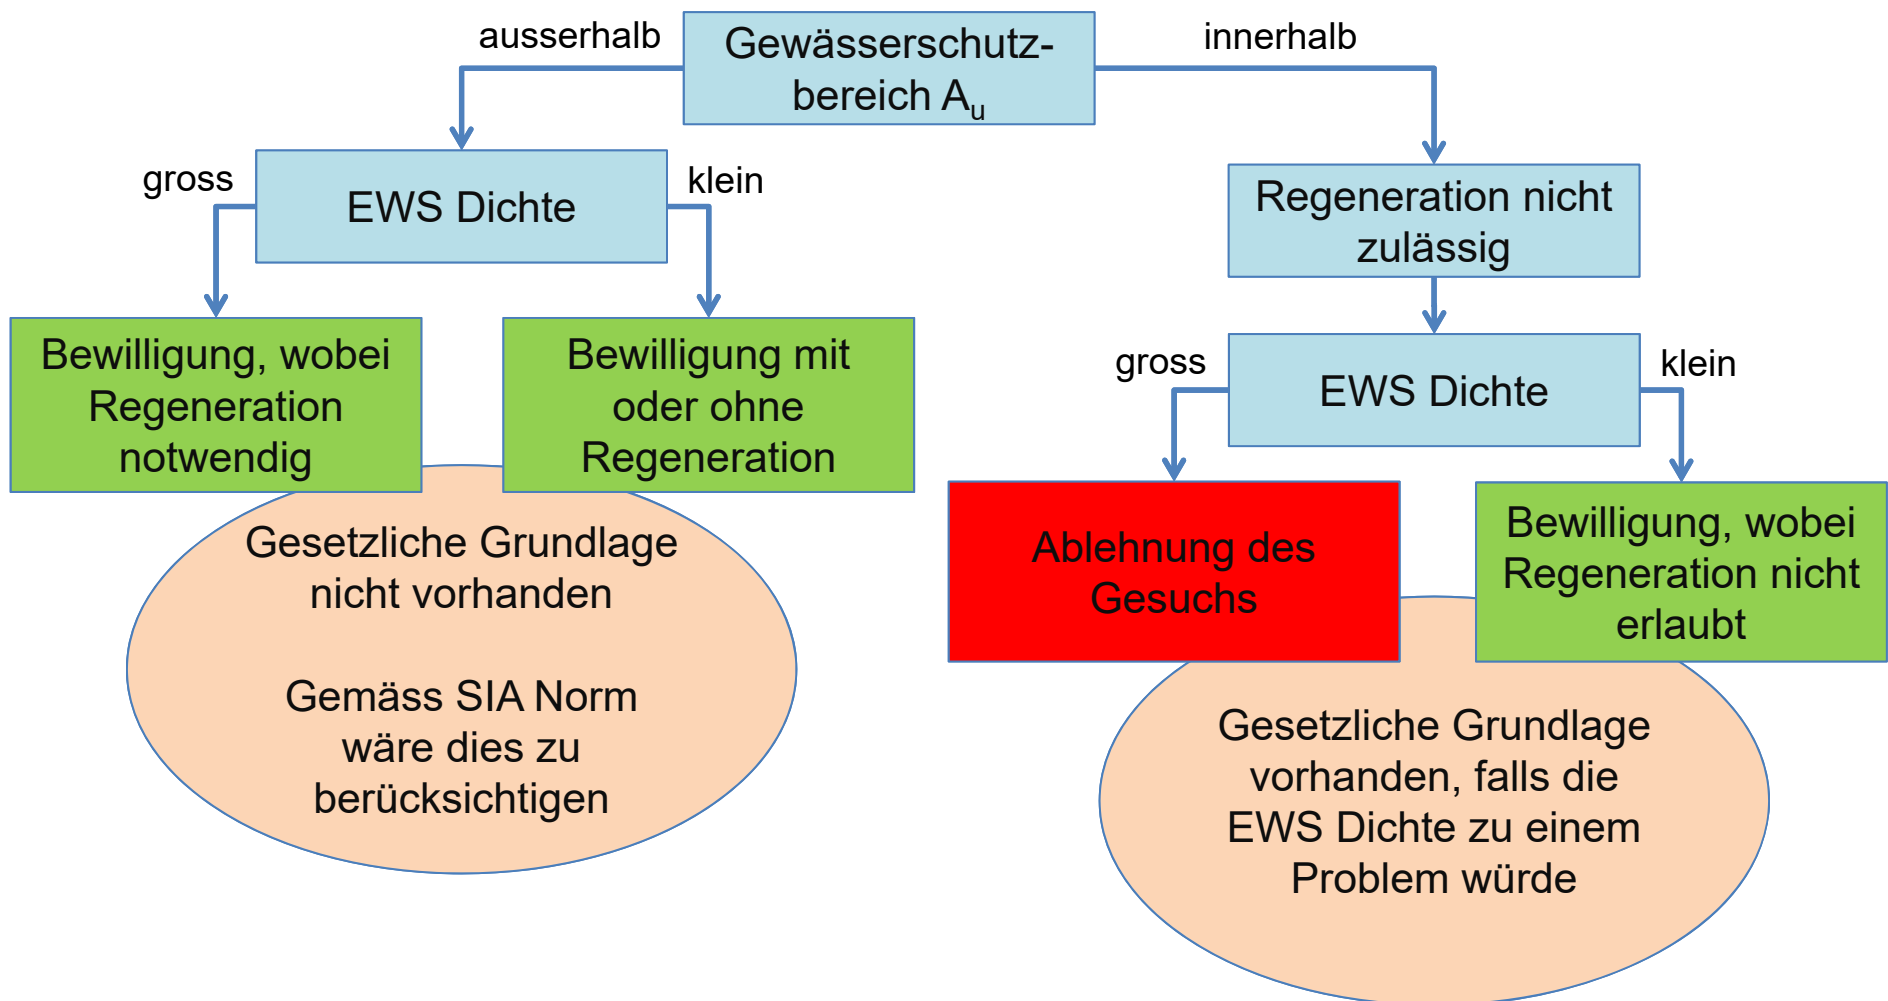 ausserhalb
Gewässerschutz-
bereich Au
innerhalb
gross
EWS Dichte
klein
Bewilligung, wobei
Regeneration
notwendig
Bewilligung mit
oder ohne
Regeneration
Gesetzliche Grundlage
nicht vorhanden
Gemäss SIA Norm
wäre dies zu
berücksichtigen
Regeneration nicht
zulässig
gross
EWS Dichte
klein
Ablehnung des
Gesuchs
Bewilligung, wobei
Regeneration nicht
erlaubt
Gesetzliche Grundlage
vorhanden, falls die
EWS Dichte zu einem
Problem würde